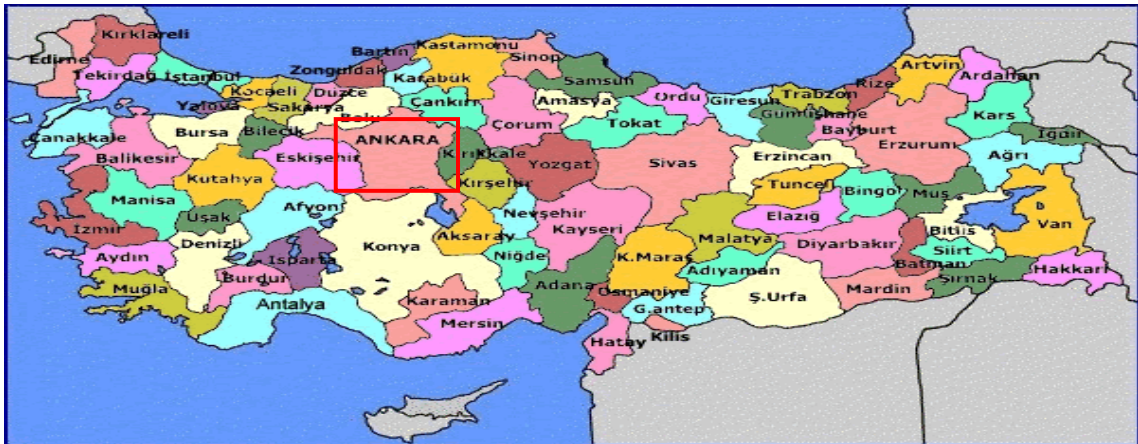 Kırklareli
Edirne
Tekirdağ
İstanbul
Kocaeli
Yalova
Sakarya
Düzce
Zonguldak
Bartın
Karabük
Kastamonu
Sinop
Samsun
Çankırı
Bolu
Amasya
Ordu
Giresun
Trabzon
Rize
Artvin
Ardahan
Gümüşhane
Bayburt
Kars
Iğdır
Çanakkale
Bursa
Bilecik
ANKARA
Çorum
Tokat
Erzurum
Ağrı
Balıkesir
Eskişehir
Kırıkkale
Yozgat
Sivas
Erzincan
Kutahya
Kırşehir
Tunceli
Bingöl
Muş
Manisa
Uşak
Afyon
Nevşehir
Elazığ
Van
İzmir
Denizli
Konya
Aksaray
Kayseri
Malatya
Diyarbakır
Bitlis
Siirt
Aydın
Isparta
Niğde
K.Maraş
Adıyaman
Batman
Hakkari
Muğla
Burdur
Adana
Osmaniye
Mardin
Şırnak
Antalya
Karaman
Mersin
G.antep
Ş.Urfa
Hatay
Kilis